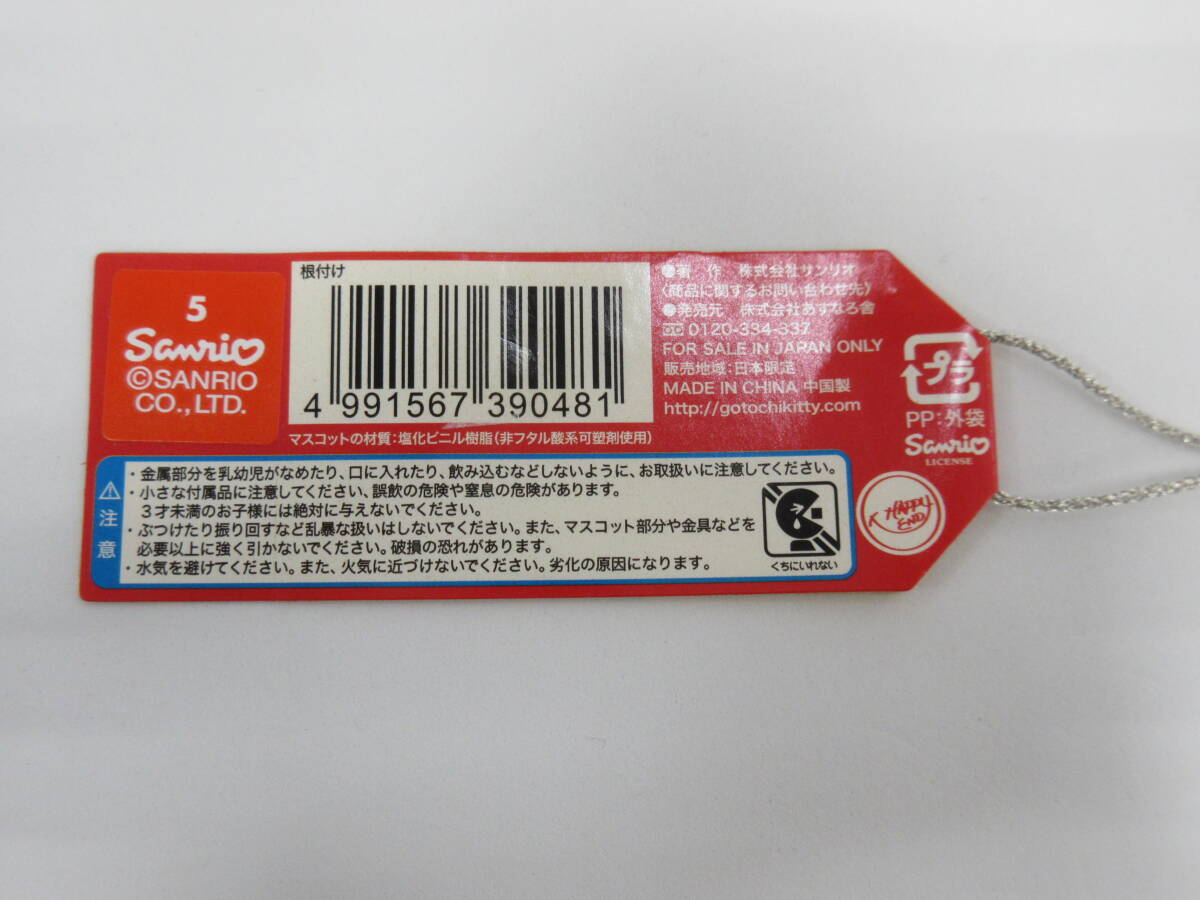 5
Sanrio
©SANRIO
CO.,LTD.
根付け
4 991567 390481
マスコットの材質:塩化ビニル樹脂(非フタル酸系可塑剤使用)
●著 作 株式会社サンリオ
(商品に関するお問い合わせ先)
●発売元 株式会社あすなろ舎
0120-334-337
FOR SALE IN JAPAN ONLY
販売地域:日本限定
MADE IN CHINA 中国製
http://gotochikitty.com
プラ
PP:外袋
Sanrio
LICENSE
HAPPY
END
⚠
注
意
・金属部分を乳幼児がなめたり、口に入れたり、飲み込むなどしないように、お取扱いに注意してください。
・小さな付属品に注意してください、誤飲の危険や窒息の危険があります。
3才未満のお子様には絶対に与えないでください。
・ぶつけたり振り回すなど乱暴な扱いはしないでください。また、マスコット部分や金具などを
必要以上に強く引かないでください。破損の恐れがあります。
・水気を避けてください。また、火気に近づけないでください。劣化の原因になります。
くちにいれない